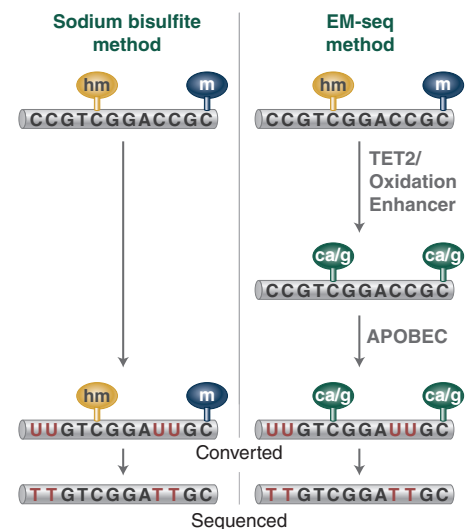 Sodium bisulfite
method
hm
m
CCGTCGGACCGC
hm
m
UUGTCGGAUUGC
TTGTCGGATTGC
EM-seq
method
hm
m
CCGTCGGACCGC
TET2/
Oxidation
Enhancer
ca/g
ca/g
CCGTCGGACCGC
APOBEC
ca/g
ca/g
UUGTCGGAUUGC
Converted
TTGTCGGATTGC
Sequenced